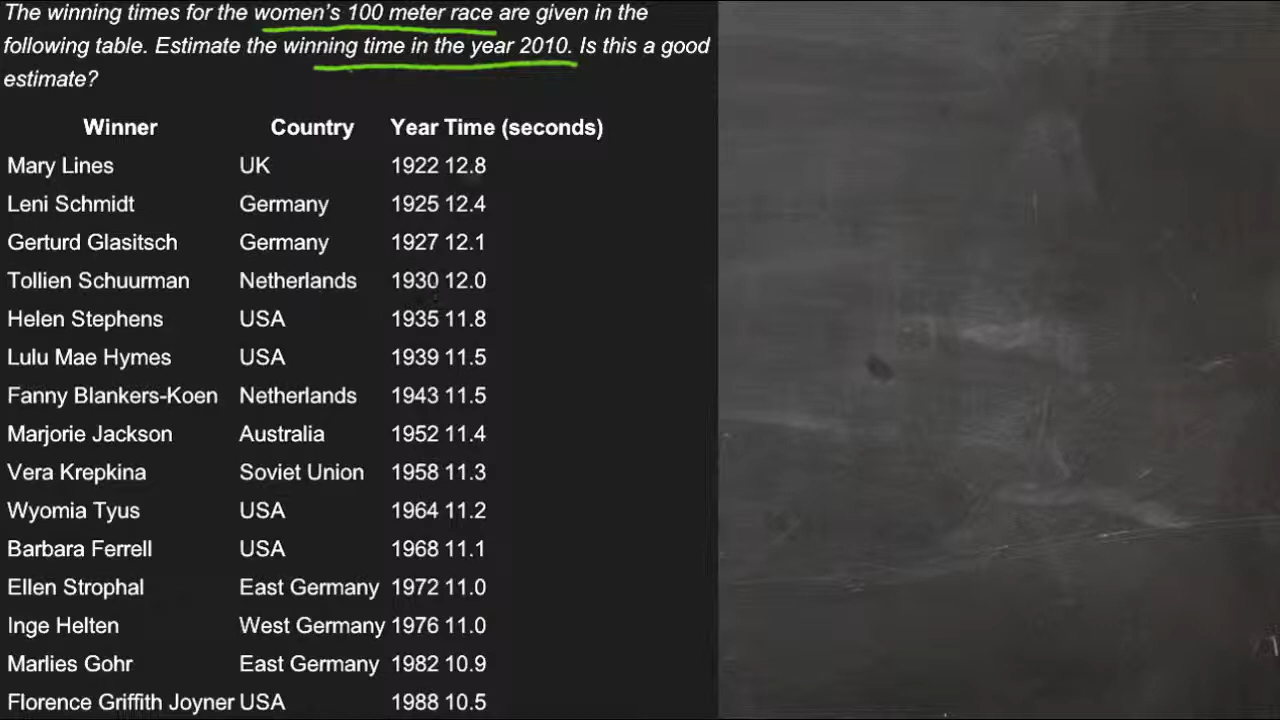 The winning times for the women's 100 meter race are given in the
following table. Estimate the winning time in the year 2010. Is this a good
estimate?
Winner Country Year Time (seconds)
Mary Lines UK 1922 12.8
Leni Schmidt Germany 1925 12.4
Gerturd Glasitsch Germany 1927 12.1
Tollien Schuurman Netherlands 1930 12.0
Helen Stephens USA 1935 11.8
Lulu Mae Hymes USA 1939 11.5
Fanny Blankers-Koen Netherlands 1943 11.5
Marjorie Jackson Australia 1952 11.4
Vera Krepkina Soviet Union 1958 11.3
Wyomia Tyus USA 1964 11.2
Barbara Ferrell USA 1968 11.1
Ellen Strophal East Germany 1972 11.0
Inge Helten West Germany 1976 11.0
Marlies Gohr East Germany 1982 10.9
Florence Griffith Joyner USA 1988 10.5